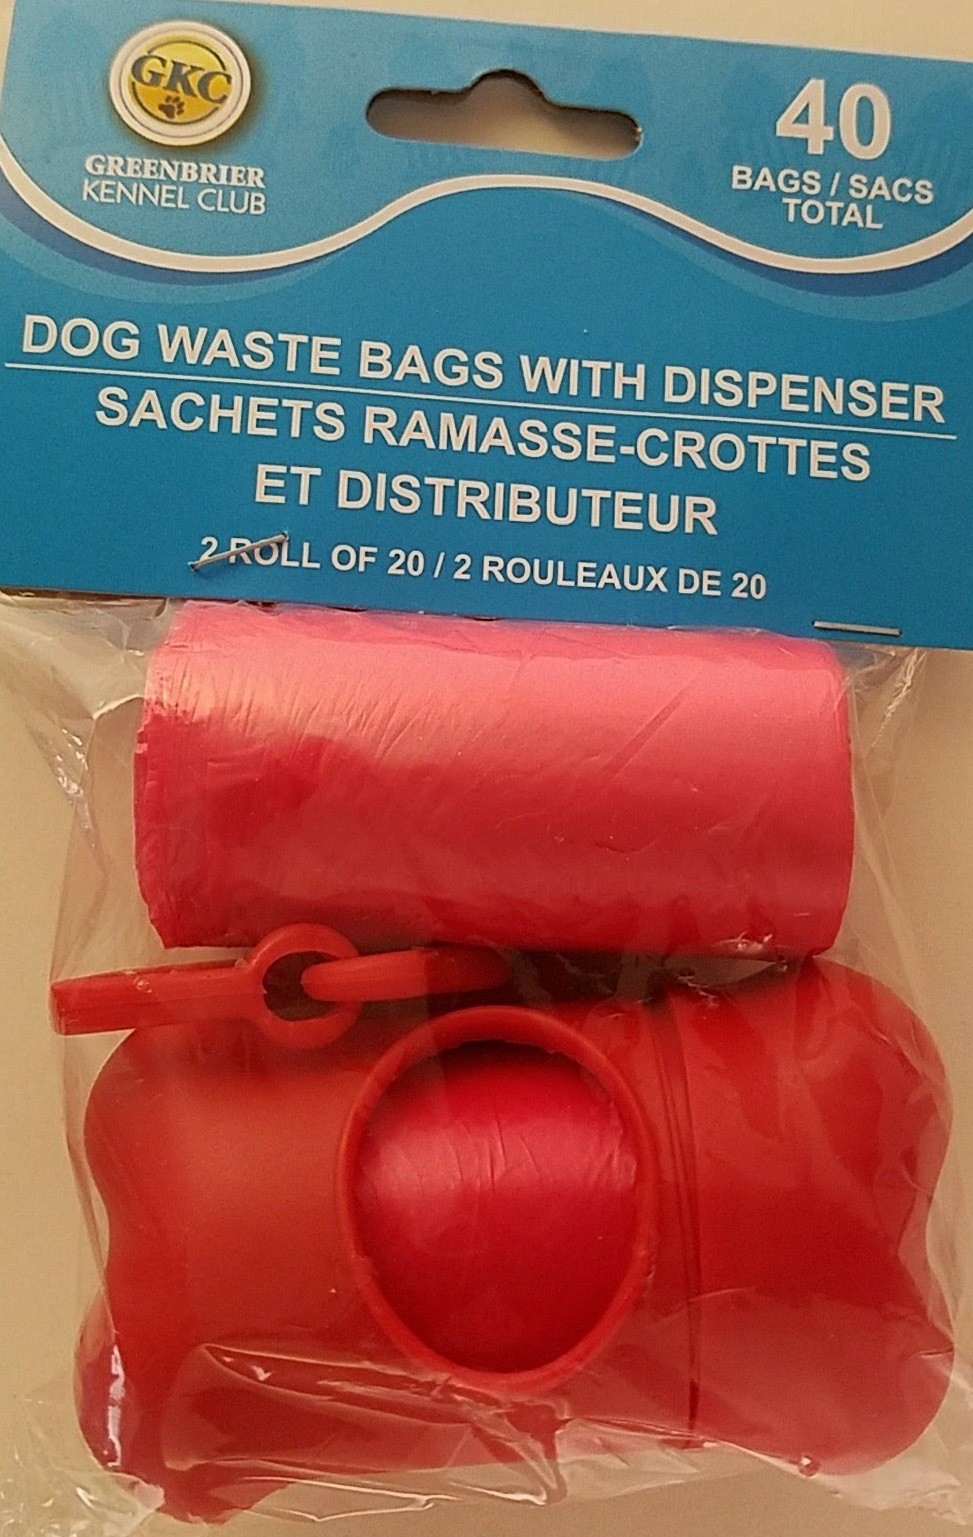 GKC
GREENBRIER
KENNEL CLUB
40
BAGS / SACS
TOTAL
DOG WASTE BAGS WITH DISPENSER
SACHETS RAMASSE-CROTTES
ET DISTRIBUTEUR
2 ROLL OF 20 / 2 ROULEAUX DE 20